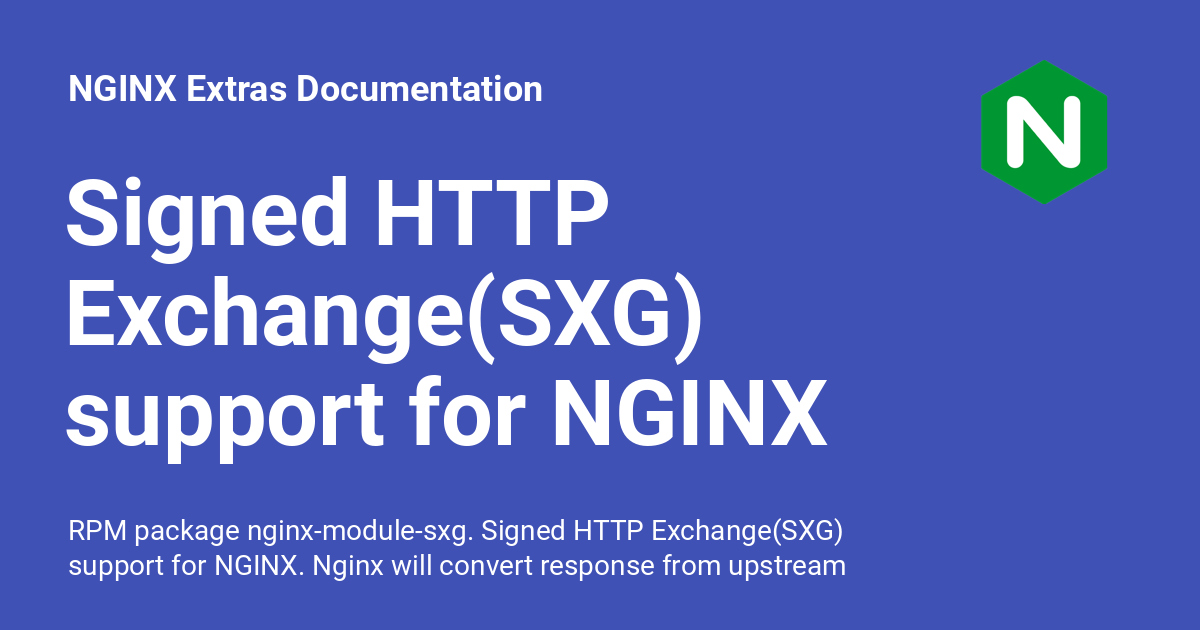 NGINX Extras Documentation
N
Signed HTTP
Exchange(SXG)
support for NGINX
RPM package nginx-module-sxg. Signed HTTP Exchange(SXG)
support for NGINX. Nginx will convert response from upstream